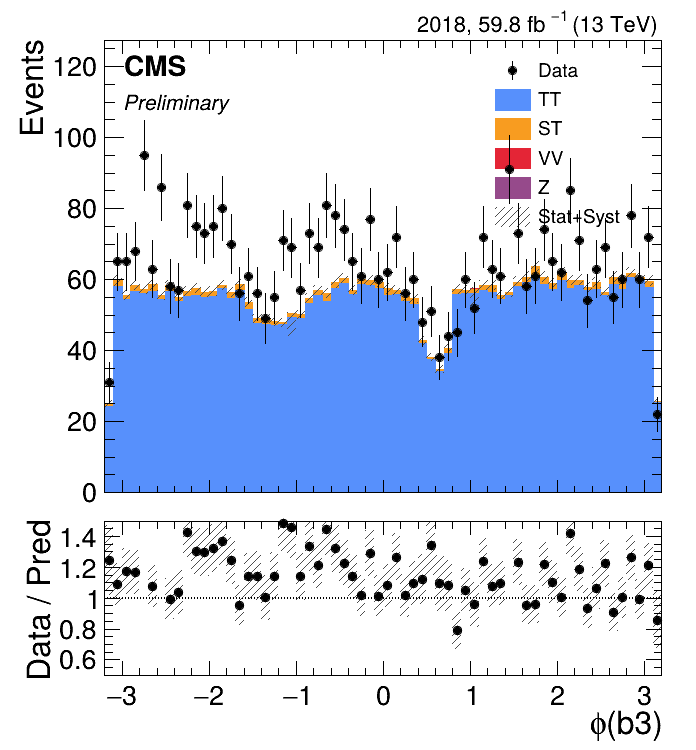 2018, 59.8 fb⁻¹ (13 TeV)
Events
120
100
80
60
40
20
0
CMS
Preliminary
Data
TT
ST
VV
Z
Stat+Syst
Data / Pred
1.4
1.2
1
0.8
0.6
−3 −2 −1 0 1 2 3
ϕ(b3)